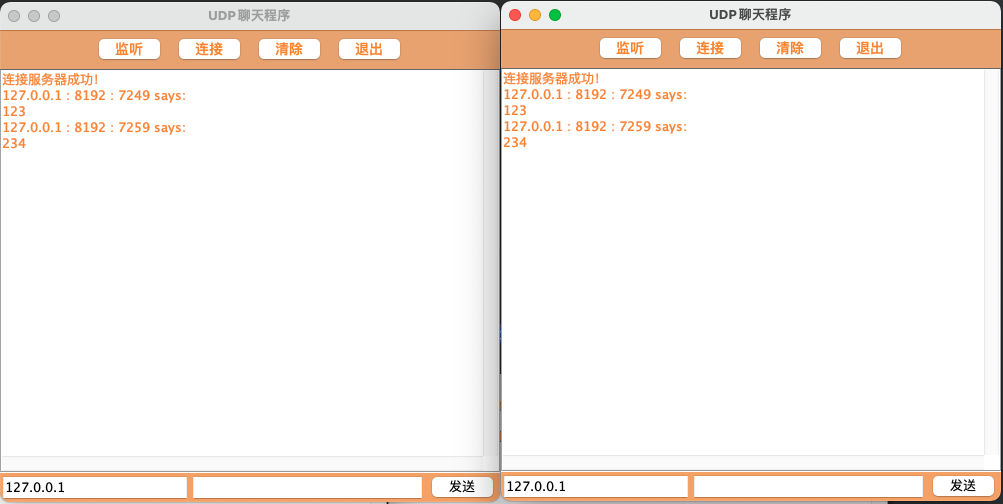 UDP聊天程序
监听 连接 清除 退出
连接服务器成功!
127.0.0.1 : 8192 : 7249 says:
123
127.0.0.1 : 8192 : 7259 says:
234
127.0.0.1 发送
UDP聊天程序
监听 连接 清除 退出
连接服务器成功!
127.0.0.1 : 8192 : 7249 says:
123
127.0.0.1 : 8192 : 7259 says:
234
127.0.0.1 发送